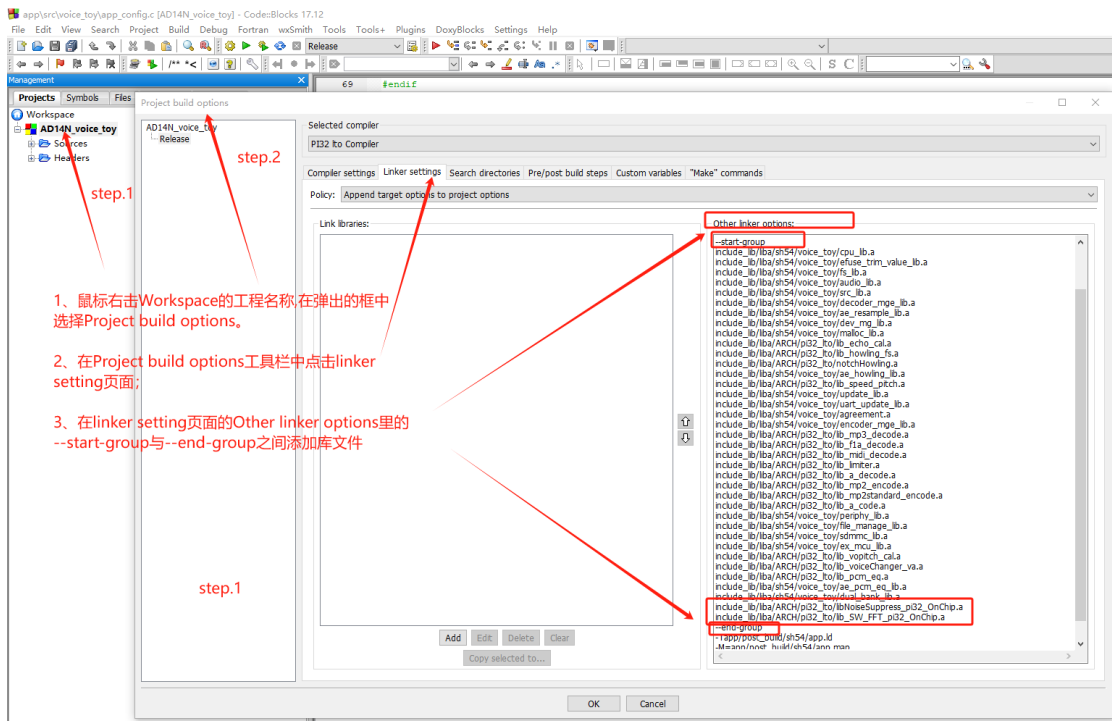 app\src\voice_toy\app_config.c [AD14N_voice_toy] - Code::Blocks 17.12
File Edit View Search Project Build Debug Fortran wxSmith Tools Tools+ Plugins DoxyBlocks Settings Help
Release
/** *<
S C
Management
69 #endif
Projects Symbols Files
Workspace
AD14N_voice_toy
Sources
Headers
step.1
Project build options
AD14N_voice_toy
Release
step.2
Selected compiler
PI32 lto Compiler
Compiler settings Linker settings Search directories Pre/post build steps Custom variables "Make" commands
Policy: Append target options to project options
Link libraries:
Other linker options:
--start-group
include_lib/liba/sh54/voice_toy/cpu_lib.a
include_lib/liba/sh54/voice_toy/efuse_trim_value_lib.a
include_lib/liba/sh54/voice_toy/fs_lib.a
include_lib/liba/sh54/voice_toy/audio_lib.a
include_lib/liba/sh54/voice_toy/src_lib.a
include_lib/liba/sh54/voice_toy/decoder_mge_lib.a
include_lib/liba/sh54/voice_toy/ae_resample_lib.a
include_lib/liba/sh54/voice_toy/dev_mg_lib.a
include_lib/liba/sh54/voice_toy/malloc_lib.a
include_lib/liba/ARCH/pi32_lto/lib_echo_cal.a
include_lib/liba/ARCH/pi32_lto/lib_howling_fs.a
include_lib/liba/ARCH/pi32_lto/notchHowling.a
include_lib/liba/sh54/voice_toy/ae_howling_lib.a
include_lib/liba/ARCH/pi32_lto/lib_speed_pitch.a
include_lib/liba/sh54/voice_toy/update_lib.a
include_lib/liba/sh54/voice_toy/uart_update_lib.a
include_lib/liba/sh54/voice_toy/agreement.a
include_lib/liba/sh54/voice_toy/encoder_mge_lib.a
include_lib/liba/ARCH/pi32_lto/lib_mp3_decode.a
include_lib/liba/ARCH/pi32_lto/lib_f1a_decode.a
include_lib/liba/ARCH/pi32_lto/lib_midi_decode.a
include_lib/liba/ARCH/pi32_lto/lib_limiter.a
include_lib/liba/ARCH/pi32_lto/lib_a_decode.a
include_lib/liba/ARCH/pi32_lto/lib_mp2_encode.a
include_lib/liba/ARCH/pi32_lto/lib_mp2standard_encode.a
include_lib/liba/ARCH/pi32_lto/lib_a_code.a
include_lib/liba/sh54/voice_toy/periphy_lib.a
include_lib/liba/sh54/voice_toy/file_manage_lib.a
include_lib/liba/sh54/voice_toy/sdmmc_lib.a
include_lib/liba/sh54/voice_toy/ex_mcu_lib.a
include_lib/liba/ARCH/pi32_lto/lib_vopitch_cal.a
include_lib/liba/ARCH/pi32_lto/lib_voiceChanger_va.a
include_lib/liba/ARCH/pi32_lto/lib_pcm_eq.a
include_lib/liba/sh54/voice_toy/ae_pcm_eq_lib.a
include_lib/liba/sh54/voice_toy/dual_bank_lib.a
include_lib/liba/ARCH/pi32_lto/libNoiseSuppress_pi32_OnChip.a
include_lib/liba/ARCH/pi32_lto/lib_SW_FFT_pi32_OnChip.a
--end-group
-Tapp/post_build/sh54/app.ld
-M=app/post_build/sh54/app.map
1、鼠标右击Workspace的工程名称,在弹出的框中
选择Project build options。
2、在Project build options工具栏中点击linker
setting页面;
3、在linker setting页面的Other linker options里的
--start-group与--end-group之间添加库文件
step.1
Add Edit Delete Clear
Copy selected to...
OK Cancel